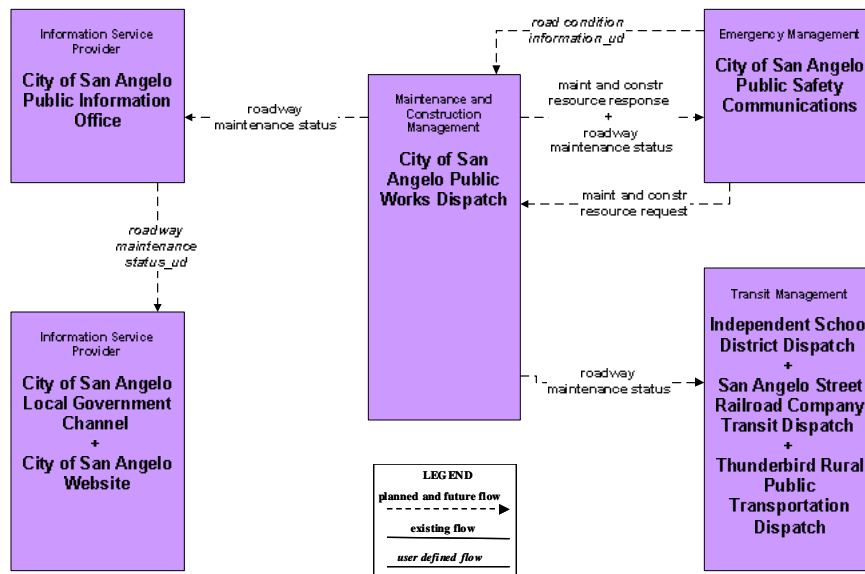 Information Service
Provider
City of San Angelo
Public Information
Office
roadway
maintenance status
Maintenance and
Construction
Management
City of San
Angelo Public
Works Dispatch
road condition
information_ud
maint and constr
resource response
+
roadway
maintenance status
maint and constr
resource request
Emergency Management
City of San Angelo
Public Safety
Communications
roadway
maintenance
status_ud
Information Service
Provider
City of San Angelo
Local Government
Channel
+
City of San Angelo
Website
roadway
maintenance status
Transit Management
Independent School
District Dispatch
+
San Angelo Street
Railroad Company
Transit Dispatch
+
Thunderbird Rural
Public
Transportation
Dispatch
LEGEND
planned and future flow
existing flow
user defined flow